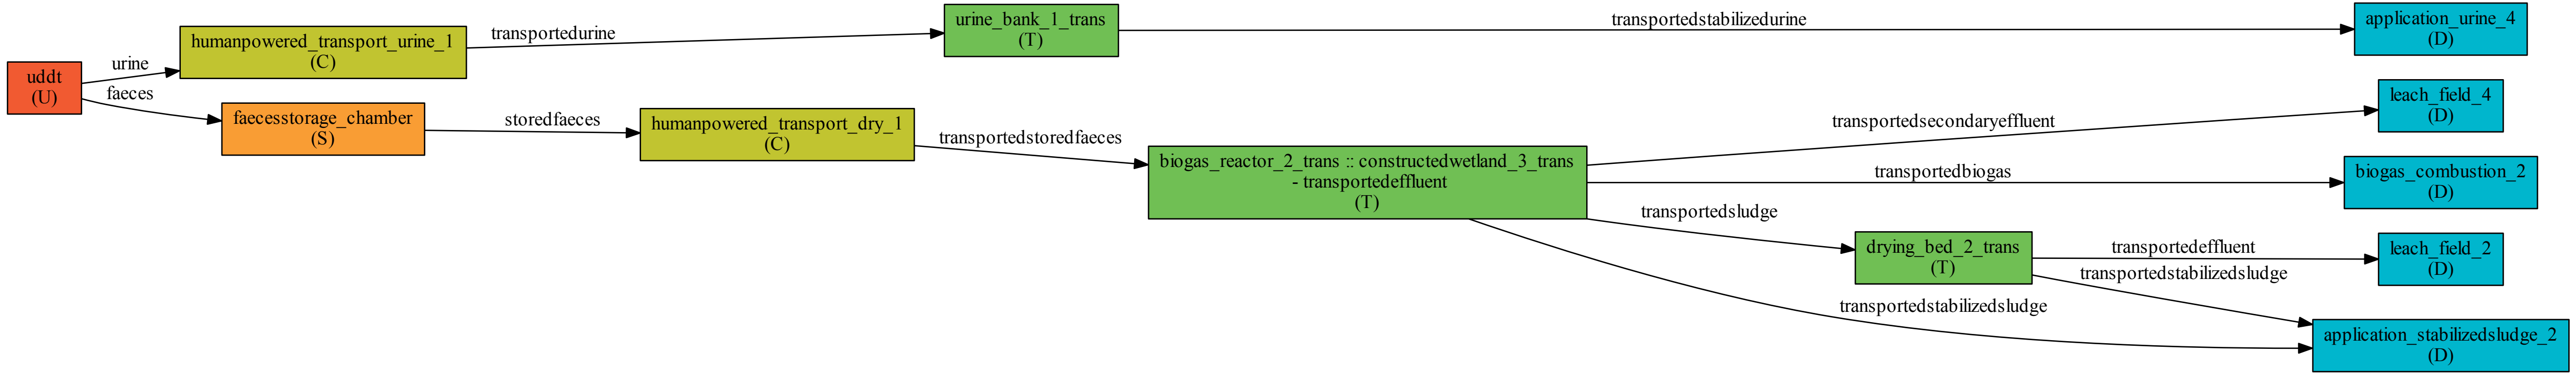 uddt
(U)
urine
faeces
humanpowered_transport_urine_1
(C)
transportedurine
urine_bank_1_trans
(T)
transportedstabilizedurine
application_urine_4
(D)
faecesstorage_chamber
(S)
storedfaeces
humanpowered_transport_dry_1
(C)
transportedstoredfaeces
biogas_reactor_2_trans :: constructedwetland_3_trans
- transportedeffluent
(T)
transportedsecondaryeffluent
leach_field_4
(D)
transportedbiogas
biogas_combustion_2
(D)
transportedsludge
drying_bed_2_trans
(T)
transportedeffluent
leach_field_2
(D)
transportedstabilizedsludge
transportedstabilizedsludge
application_stabilizedsludge_2
(D)